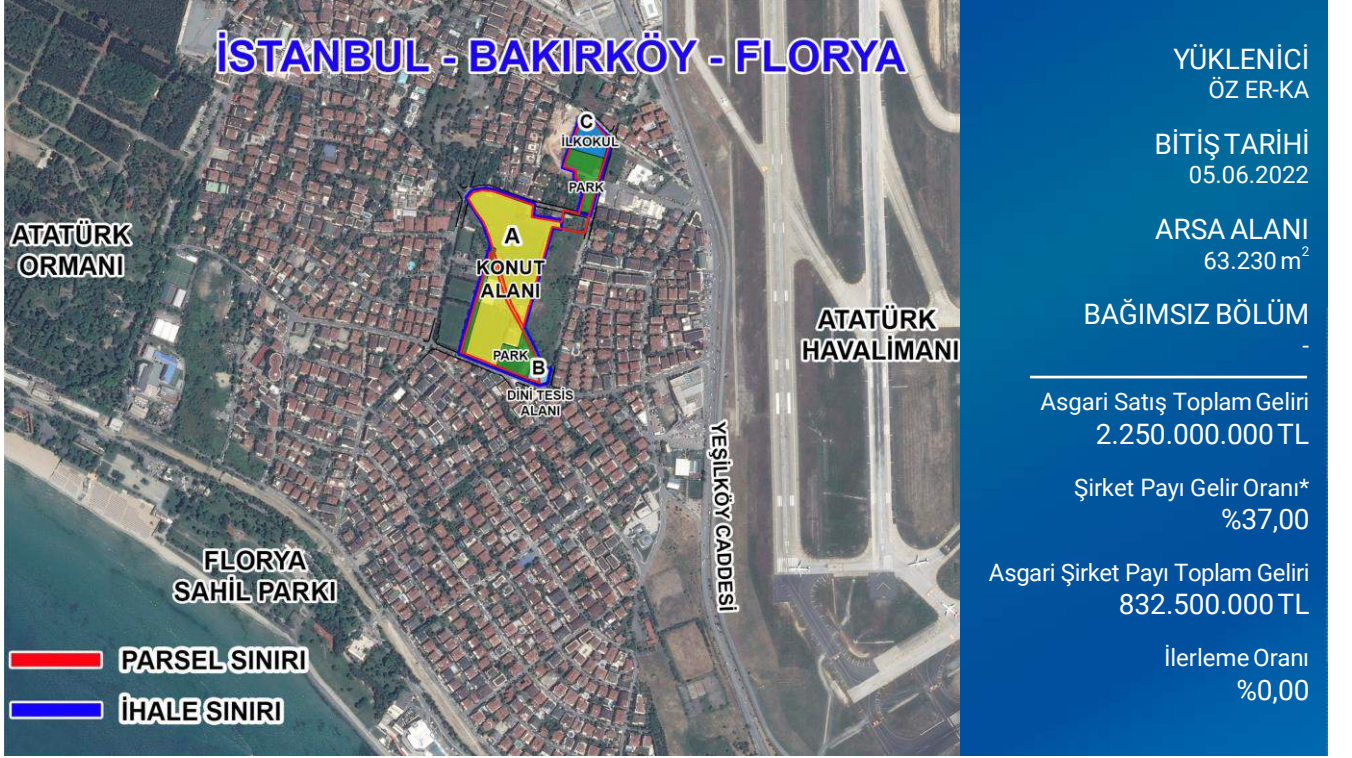 İSTANBUL - BAKIRKÖY - FLORYA
C
İLKOKUL
PARK
A
KONUT
ALANI
PARK
B
DİNİ TESİS
ALANI
ATATÜRK
ORMANI
ATATÜRK
HAVALİMANI
YEŞİLKÖY CADDESİ
FLORYA
SAHİL PARKI
PARSEL SINIRI
İHALE SINIRI
YÜKLENİCİ
ÖZ ER-KA
BİTİŞ TARİHİ
05.06.2022
ARSA ALANI
63.230 m²
BAĞIMSIZ BÖLÜM
-
Asgari Satış Toplam Geliri
2.250.000.000 TL
Şirket Payı Gelir Oranı*
%37,00
Asgari Şirket Payı Toplam Geliri
832.500.000 TL
İlerleme Oranı
%0,00